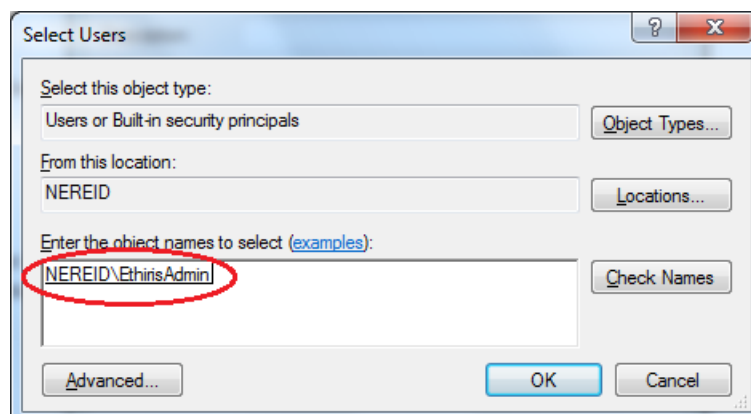 Select Users
Select this object type:
Users or Built-in security principals
Object Types...
From this location:
NEREID
Locations...
Enter the object names to select (examples):
NEREID\EthirisAdmin
Check Names
Advanced...
OK
Cancel